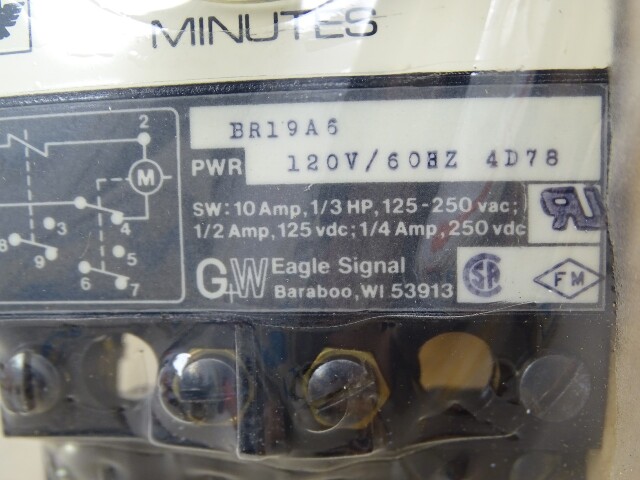 MINUTES
BR19A6
PWR 120V/60HZ 4D78
SW: 10 Amp, 1/3 HP, 125-250 vac;
1/2 Amp, 125 vdc; 1/4 Amp, 250 vdc
G+W Eagle Signal
Baraboo, WI 53913
SA
FM
UR
2
M
4
3
5
8
9
6
7